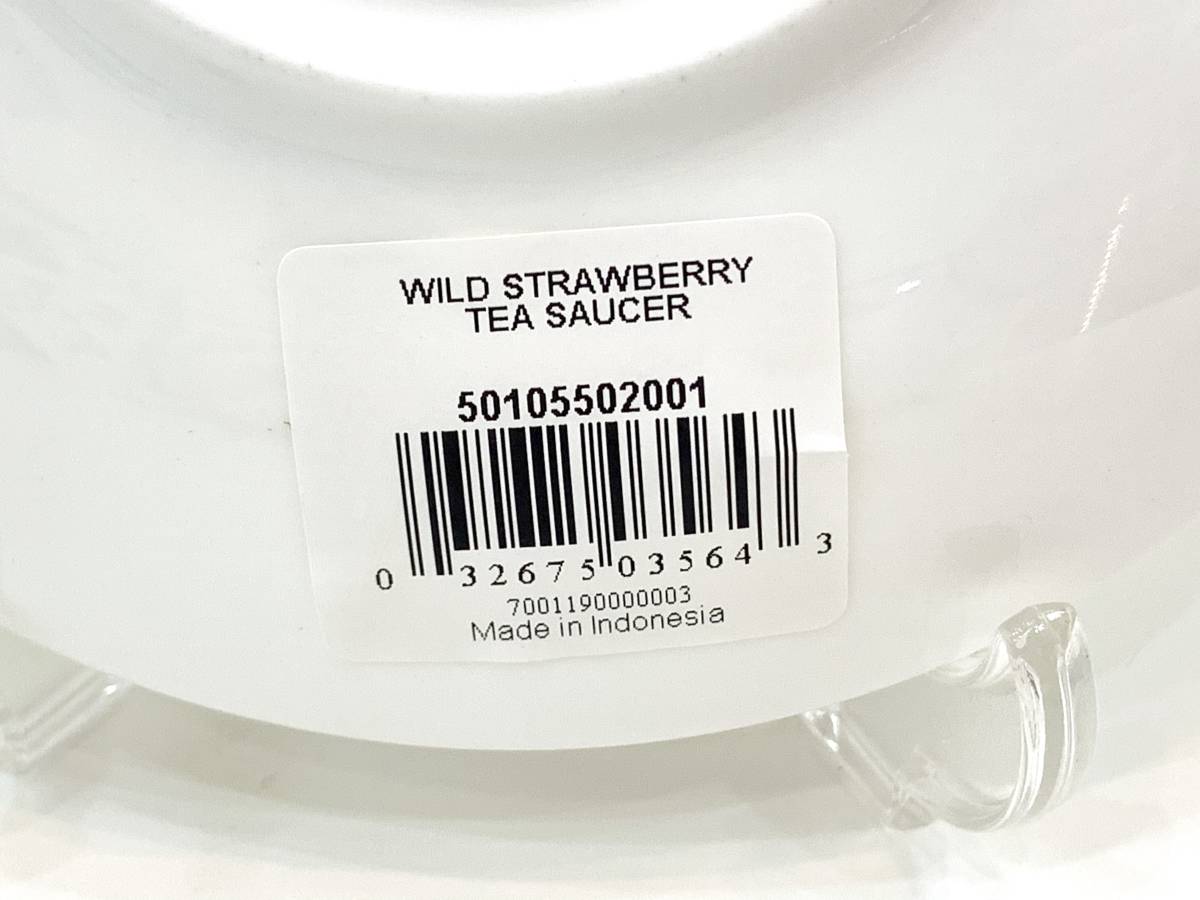 WILD STRAWBERRY
TEA SAUCER
50105502001
0 32675 03564 3
7001190000003
Made in Indonesia